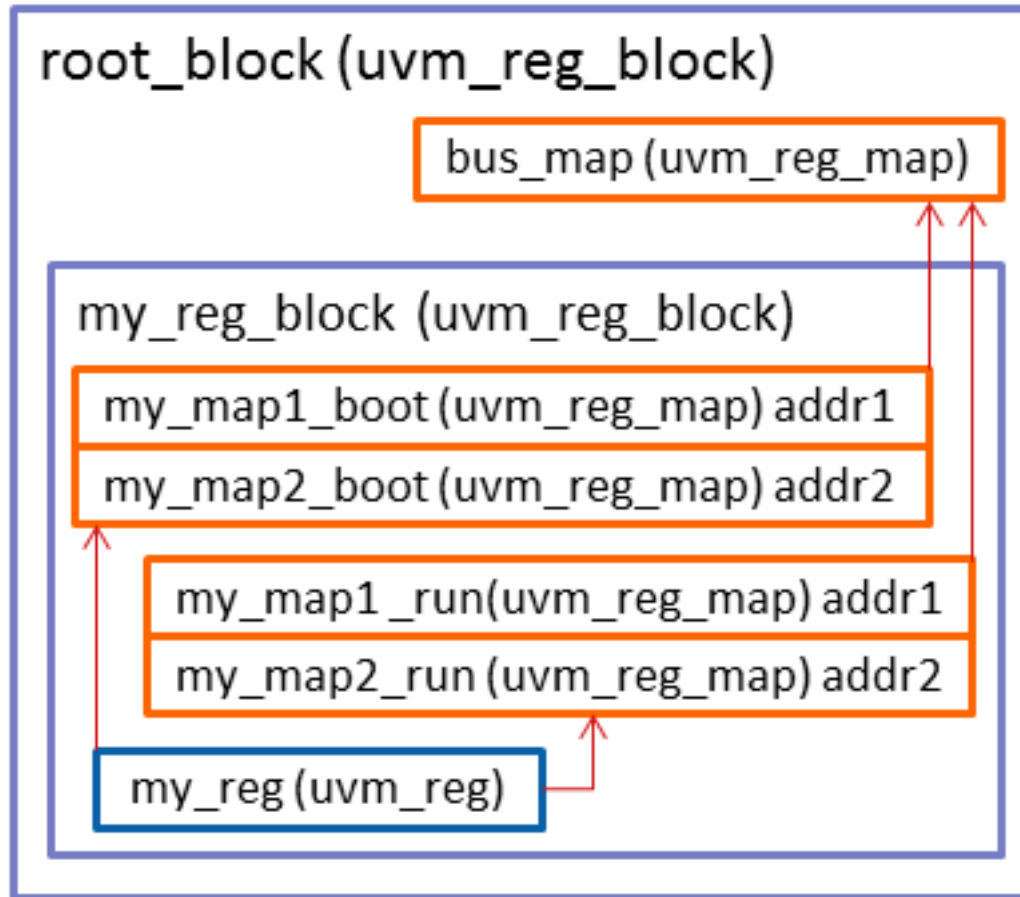 root_block (uvm_reg_block)
bus_map (uvm_reg_map)
my_reg_block (uvm_reg_block)
my_map1_boot (uvm_reg_map) addr1
my_map2_boot (uvm_reg_map) addr2
my_map1 _run(uvm_reg_map) addr1
my_map2_run (uvm_reg_map) addr2
my_reg (uvm_reg)